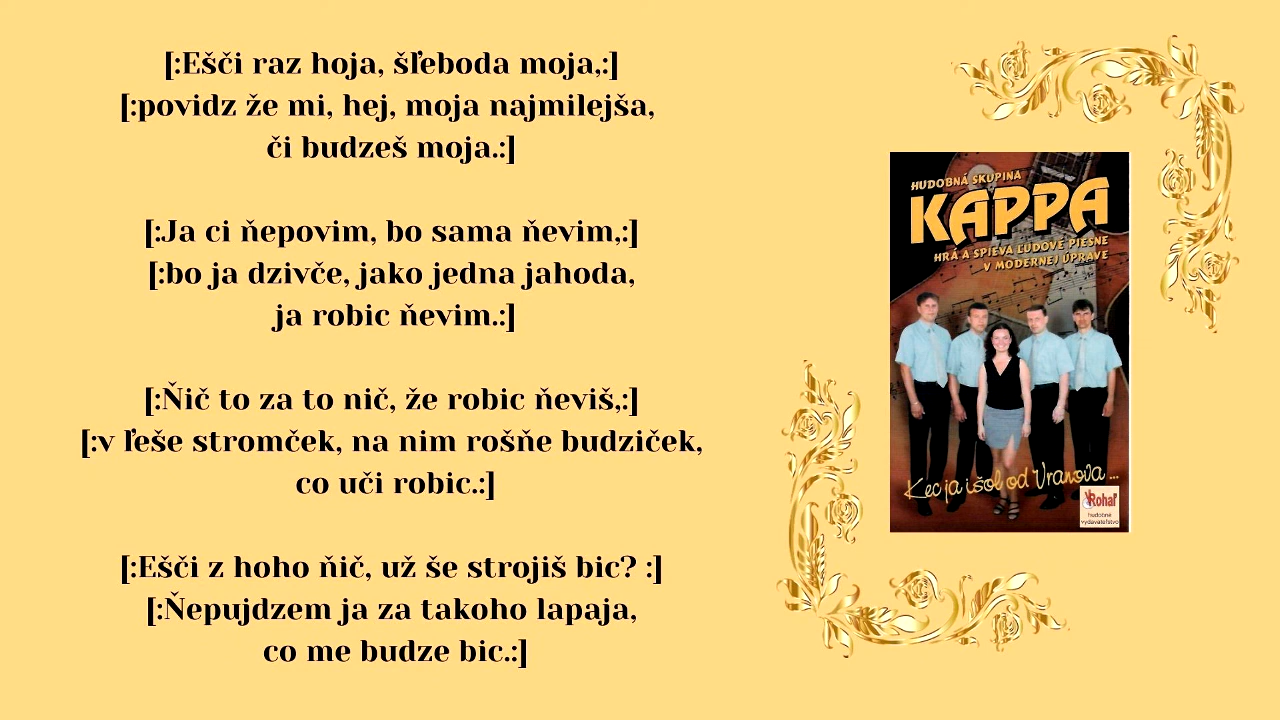 [:Ešči raz hoja, šľeboda moja,:]
[:povidz že mi, hej, moja najmilejša,
či budzeš moja.:]
[:Ja ci ňepovim, bo sama ňevim,:]
[:bo ja dzivče, jako jedna jahoda,
ja robic ňevim.:]
[:Ňič to za to nič, že robic ňeviš,:]
[:v ľeše stromček, na nim rošňe budziček,
co uči robic.:]
[:Ešči z hoho ňič, už še strojiš bic? :]
[:Ňepujdzem ja za takoho lapaja,
co me budze bic.:]
HUDOBNÁ SKUPINA
KAPPA
HRÁ A SPIEVA ĽUDOVÉ PIESNE
V MODERNEJ ÚPRAVE
Kec ja išol od Vranova ...
Rohaľ
hudobné
vydavateľstvo